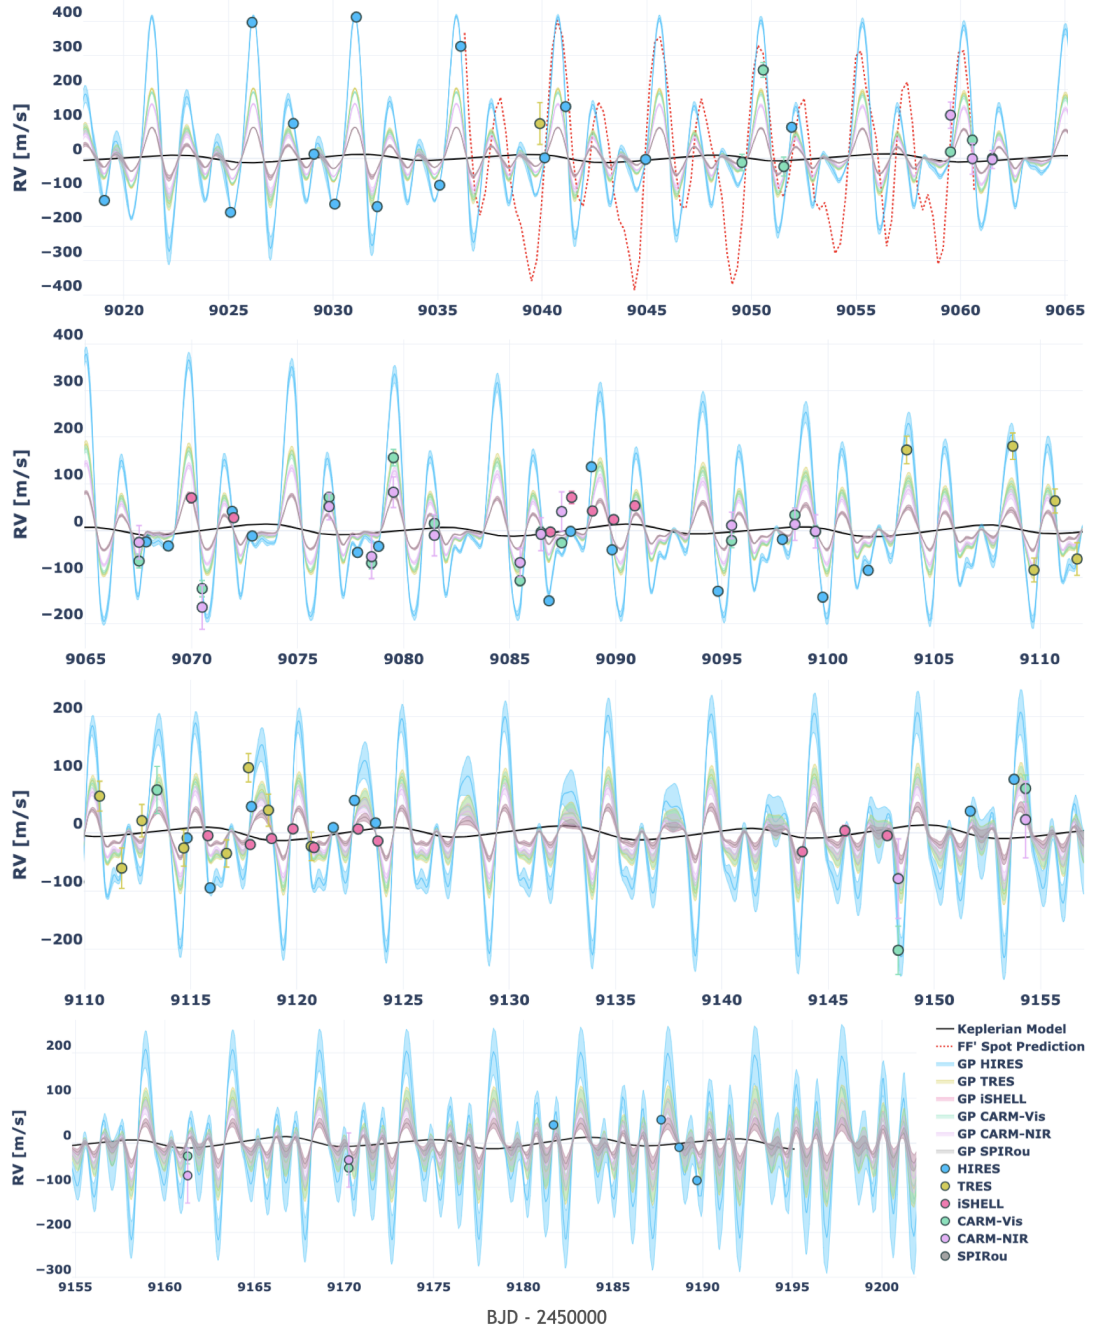 400
300
200
100
0
−100
−200
−300
−400
RV [m/s]
9020 9025 9030 9035 9040 9045 9050 9055 9060 9065
400
300
200
100
0
−100
−200
RV [m/s]
9065 9070 9075 9080 9085 9090 9095 9100 9105 9110
200
100
0
−100
−200
RV [m/s]
9110 9115 9120 9125 9130 9135 9140 9145 9150 9155
200
100
0
−100
−200
−300
RV [m/s]
9155 9160 9165 9170 9175 9180 9185 9190 9195 9200
Keplerian Model
FF' Spot Prediction
GP HIRES
GP TRES
GP iSHELL
GP CARM-Vis
GP CARM-NIR
GP SPIRou
HIRES
TRES
iSHELL
CARM-Vis
CARM-NIR
SPIRou
BJD - 2450000